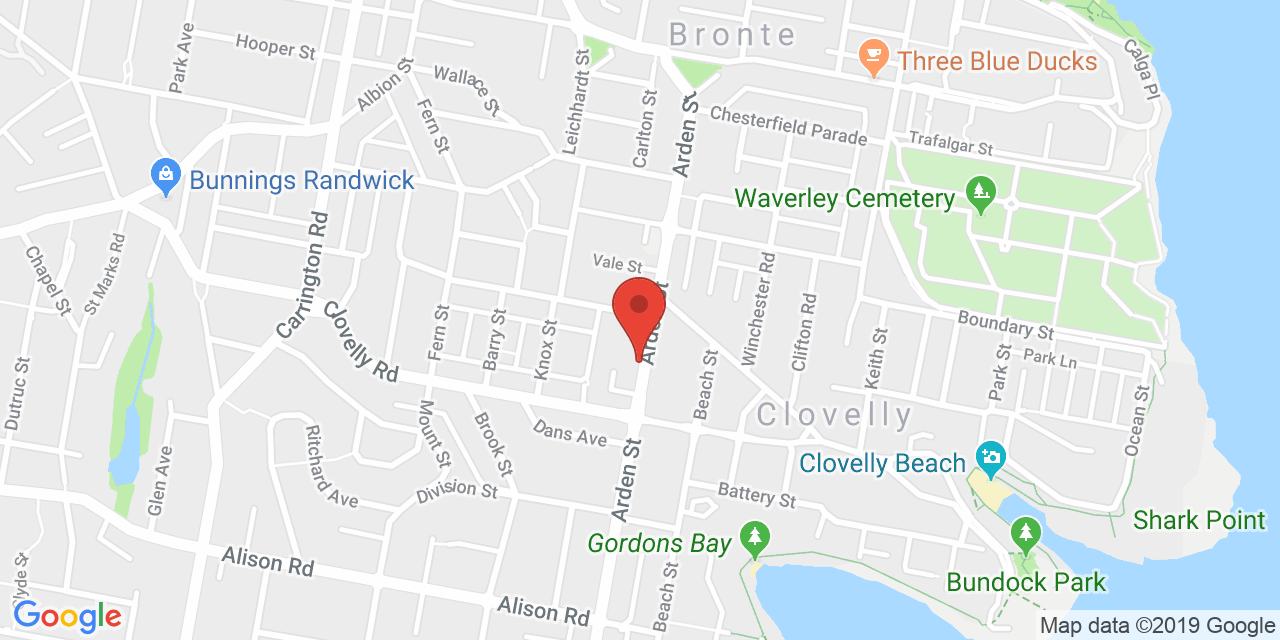 Bronte
Calga Pl
Park Ave
Hooper St
Three Blue Ducks
Albion St
Wallace St
Leichhardt St
Carlton St
Arden St
Fern St
Chesterfield Parade
Trafalgar St
Bunnings Randwick
Waverley Cemetery
Carrington Rd
Chapel St
St Marks Rd
Vale St
Winchester Rd
Clovelly Rd
Fern St
Barry St
Knox St
Clifton Rd
Keith St
Boundary St
Park Ln
Park St
Beach St
Dutruc St
Mount St
Brook St
Dans Ave
Clovelly
Ocean St
Glen Ave
Ritchard Ave
Division St
Arden St
Clovelly Beach
Battery St
Shark Point
Gordons Bay
Alison Rd
Beach St
Bundock Park
Alison Rd
Google
Map data ©2019 Google